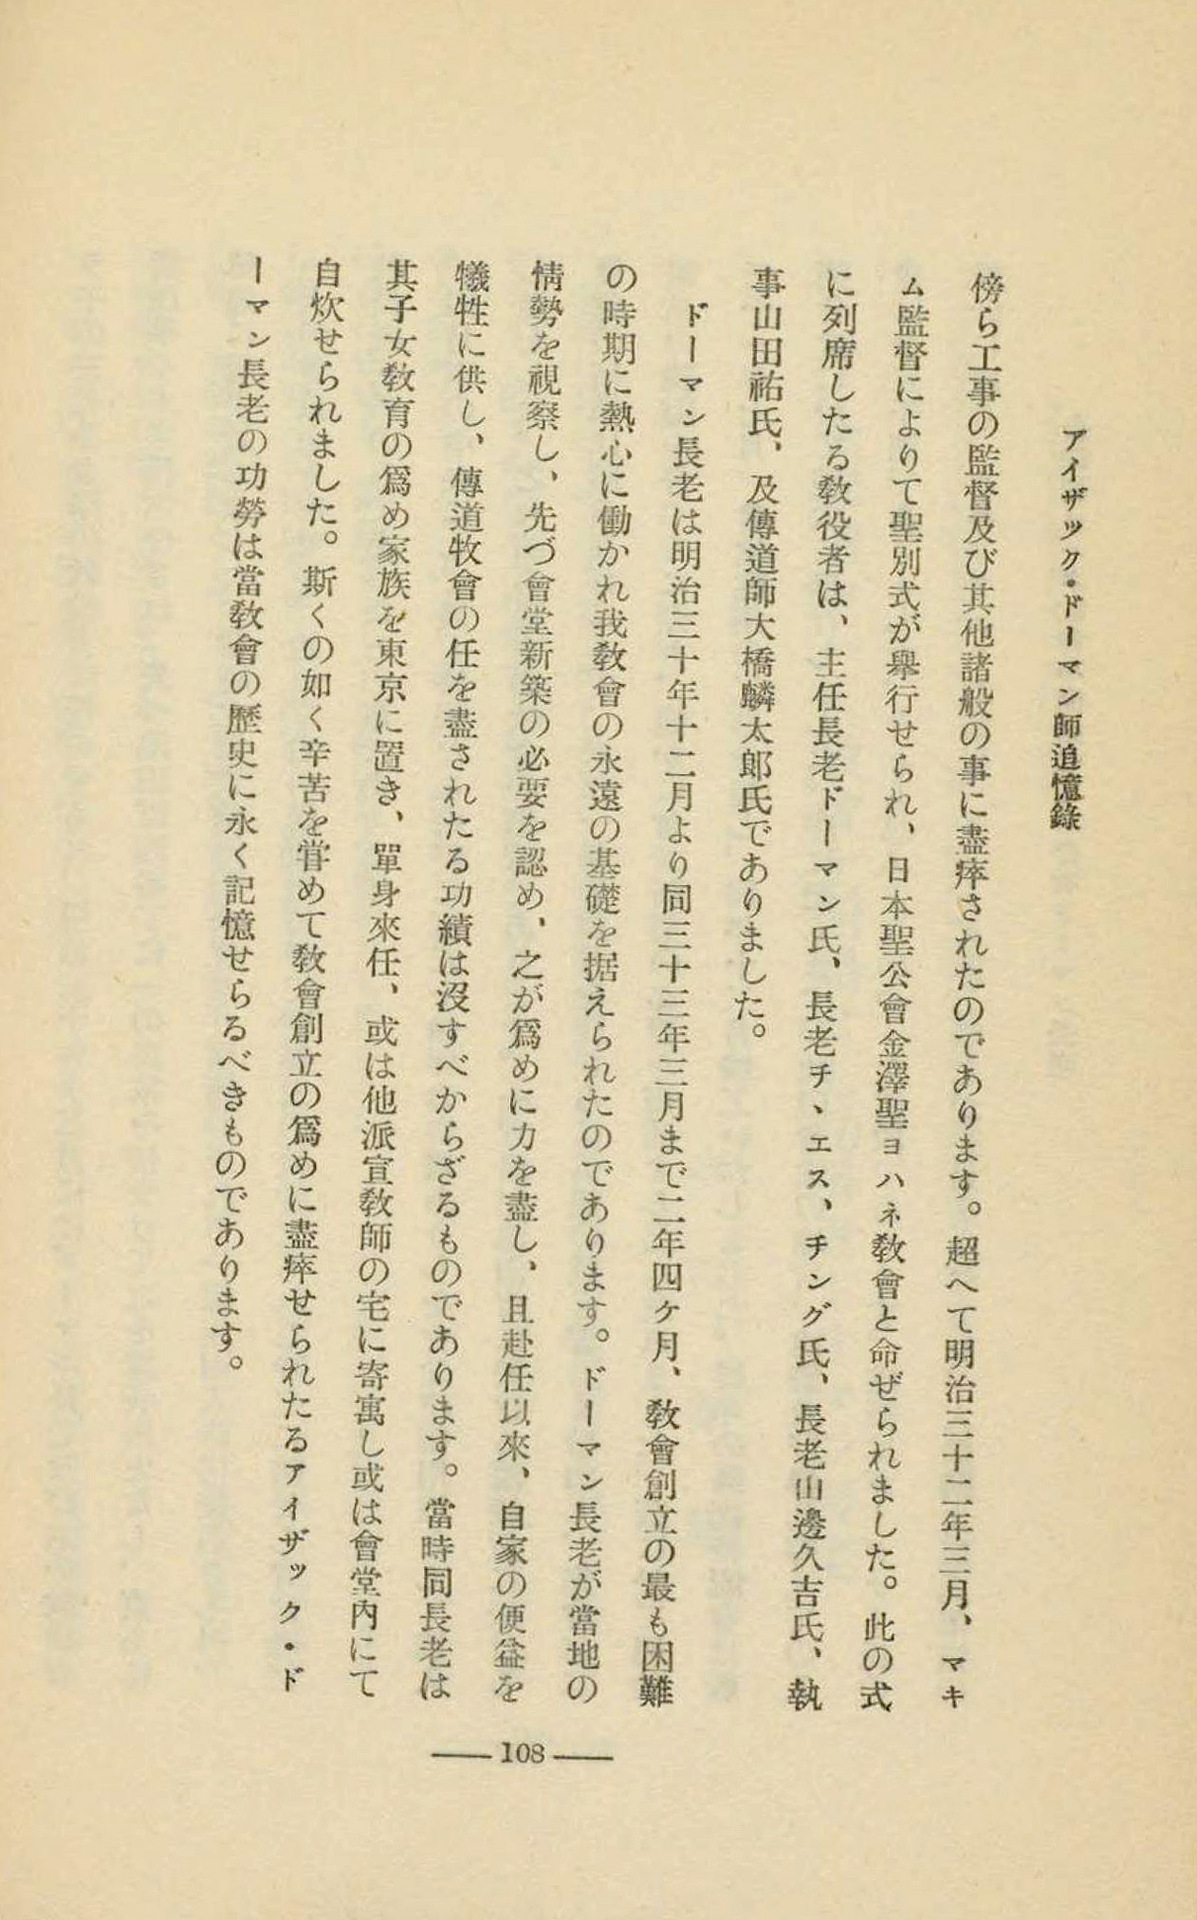 アイザック・ドーマン師追憶錄
傍ら工事の監督及び其他諸般の事に盡瘁されたのであります。超へて明治三十二年三月、マキ
ム監督によりて聖別式が擧行せられ、日本聖公會金澤聖ヨハネ敎會と命ぜられました。此の式
に列席したる敎役者は、主任長老ドーマン氏、長老チ、エス、チング氏、長老山邊久吉氏、執
事山田祐氏、及傳道師大橋麟太郎氏でありました。
ドーマン長老は明治三十年十二月より同三十三年三月まで二年四ケ月、敎會創立の最も困難
の時期に熱心に働かれ我敎會の永遠の基礎を据えられたのであります。ドーマン長老が當地の
情勢を視察し、先づ會堂新築の必要を認め、之が爲めに力を盡し、且赴任以來、自家の便益を
犧牲に供し、傳道牧會の任を盡されたる功績は沒すべからざるものであります。當時同長老は
其子女敎育の爲め家族を東京に置き、單身來任、或は他派宣敎師の宅に寄寓し或は會堂內にて
自炊せられました。斯くの如く辛苦を甞めて敎會創立の爲めに盡瘁せられたるアイザック・ド
ーマン長老の功勞は當敎會の歷史に永く記憶せらるべきものであります。
108